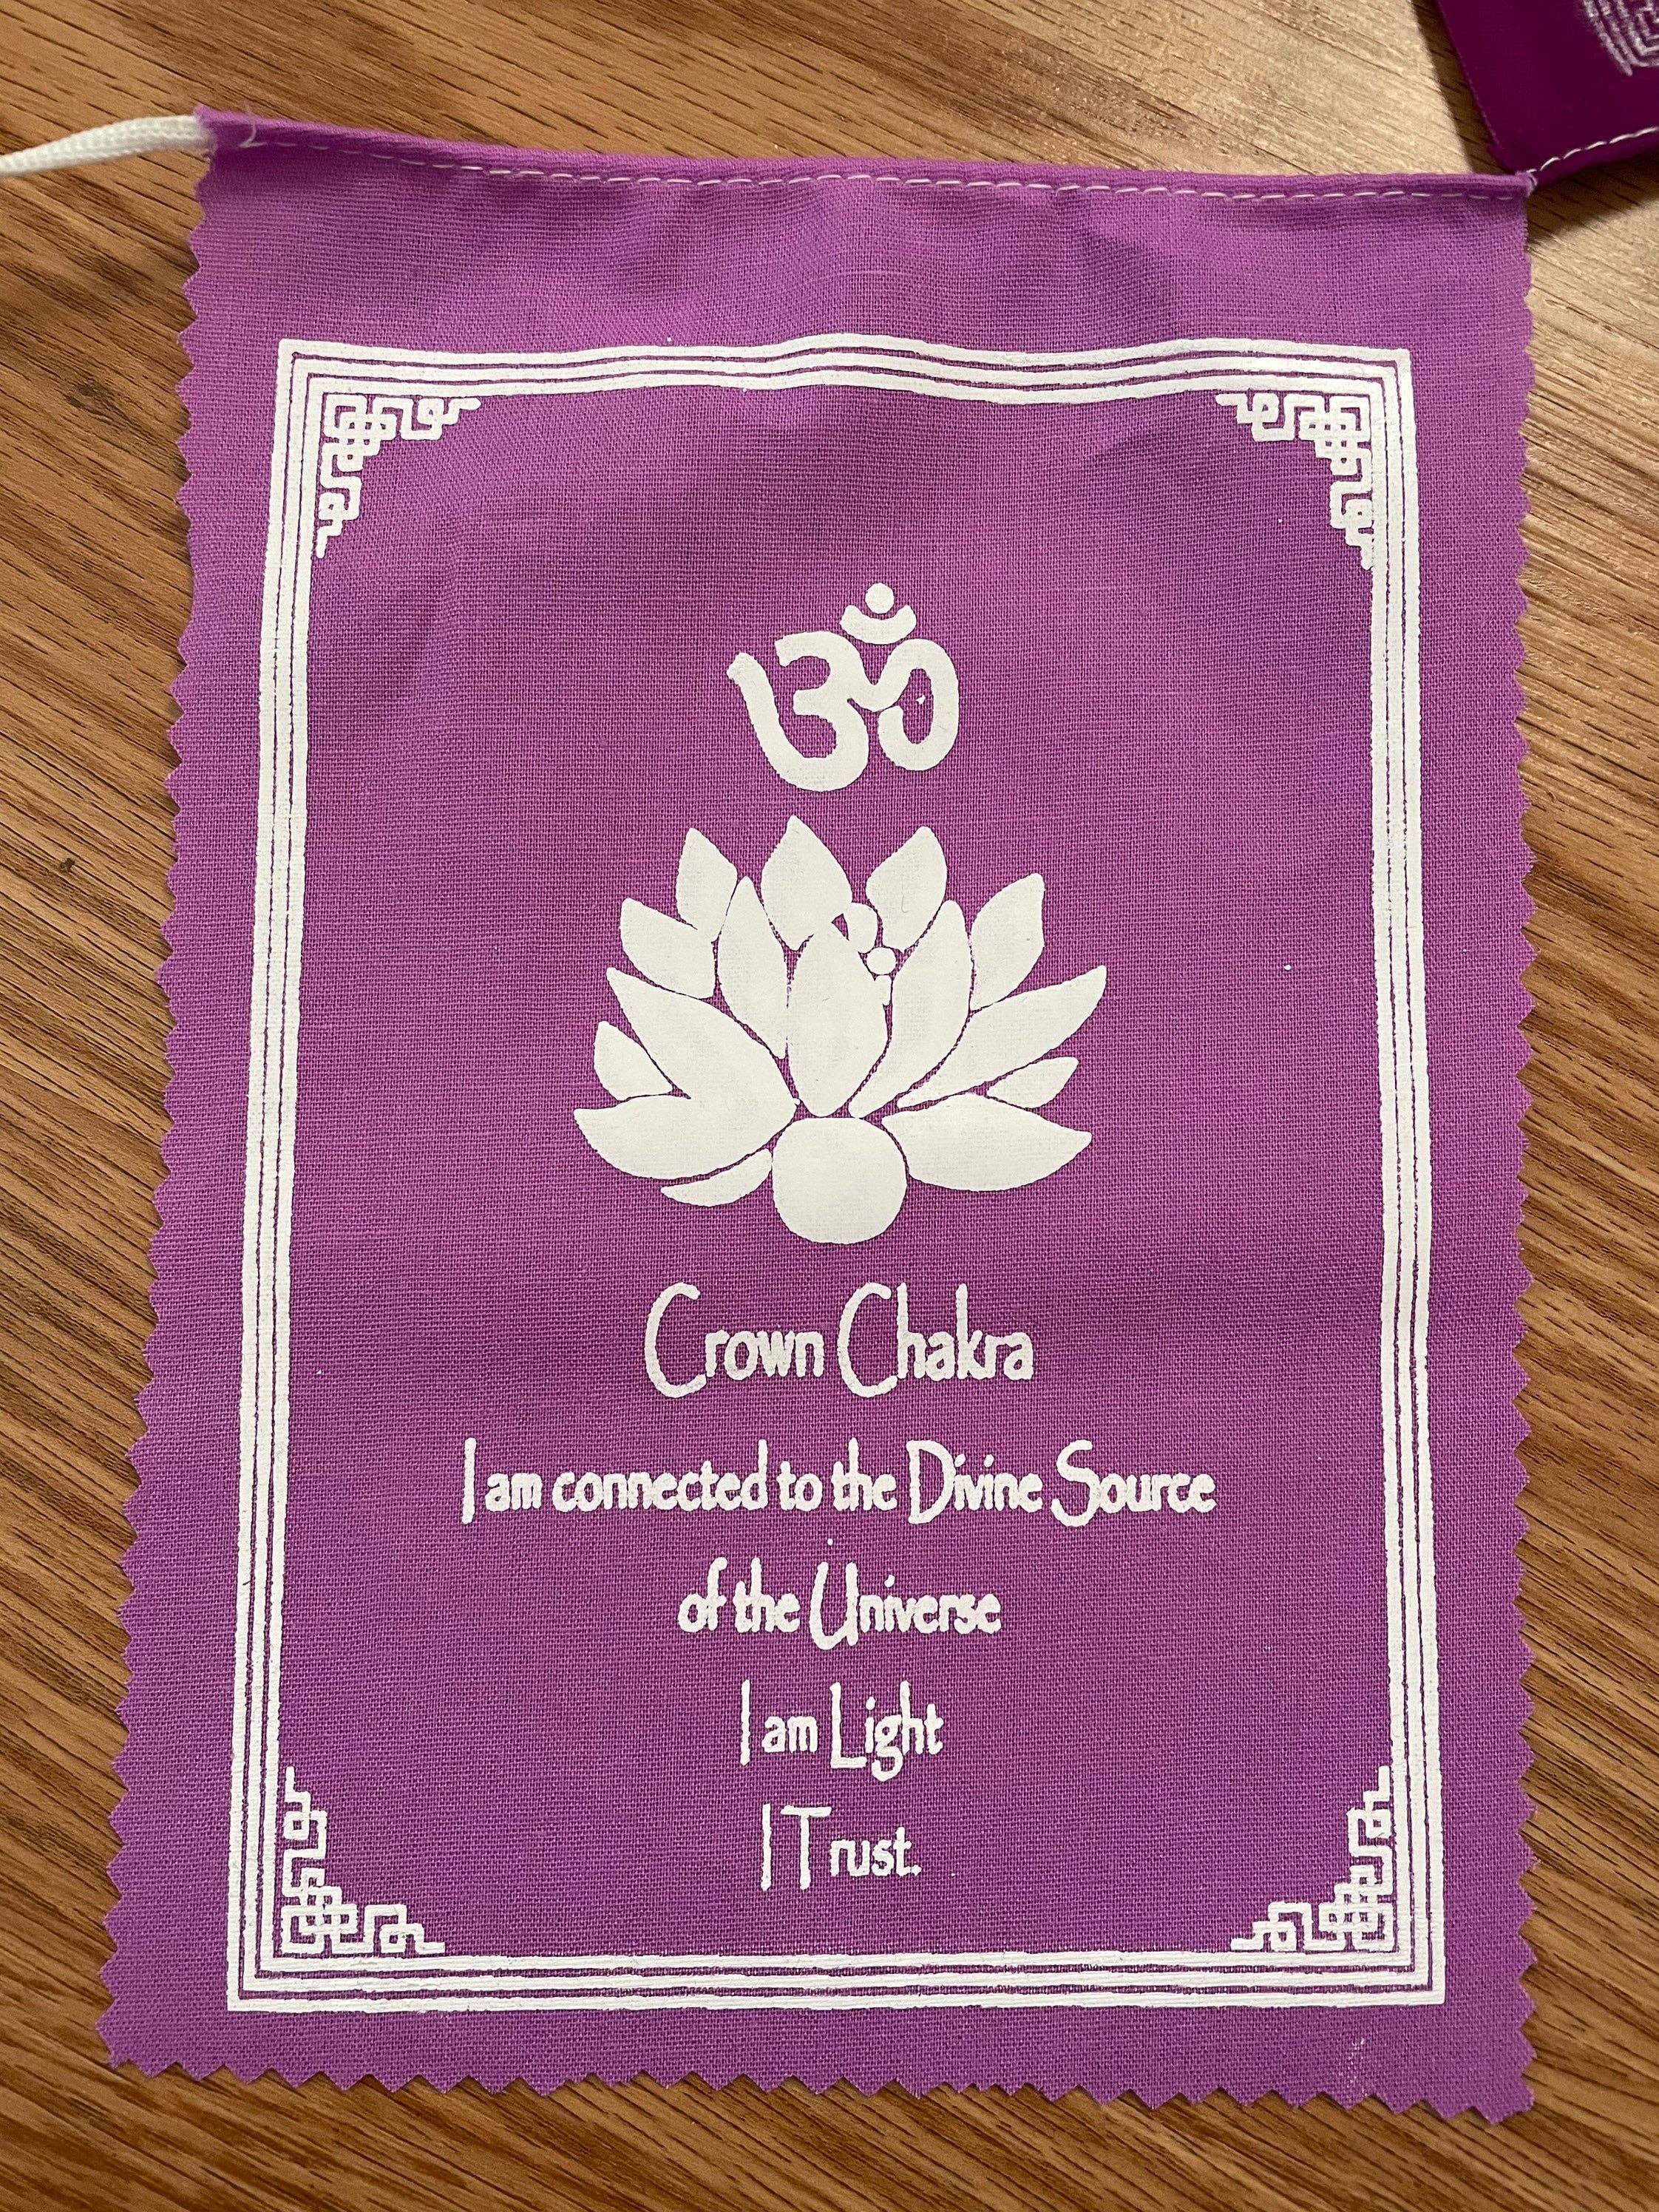 ॐ
Crown Chakra
I am connected to the Divine Source
of the Universe
I am Light
I Trust.